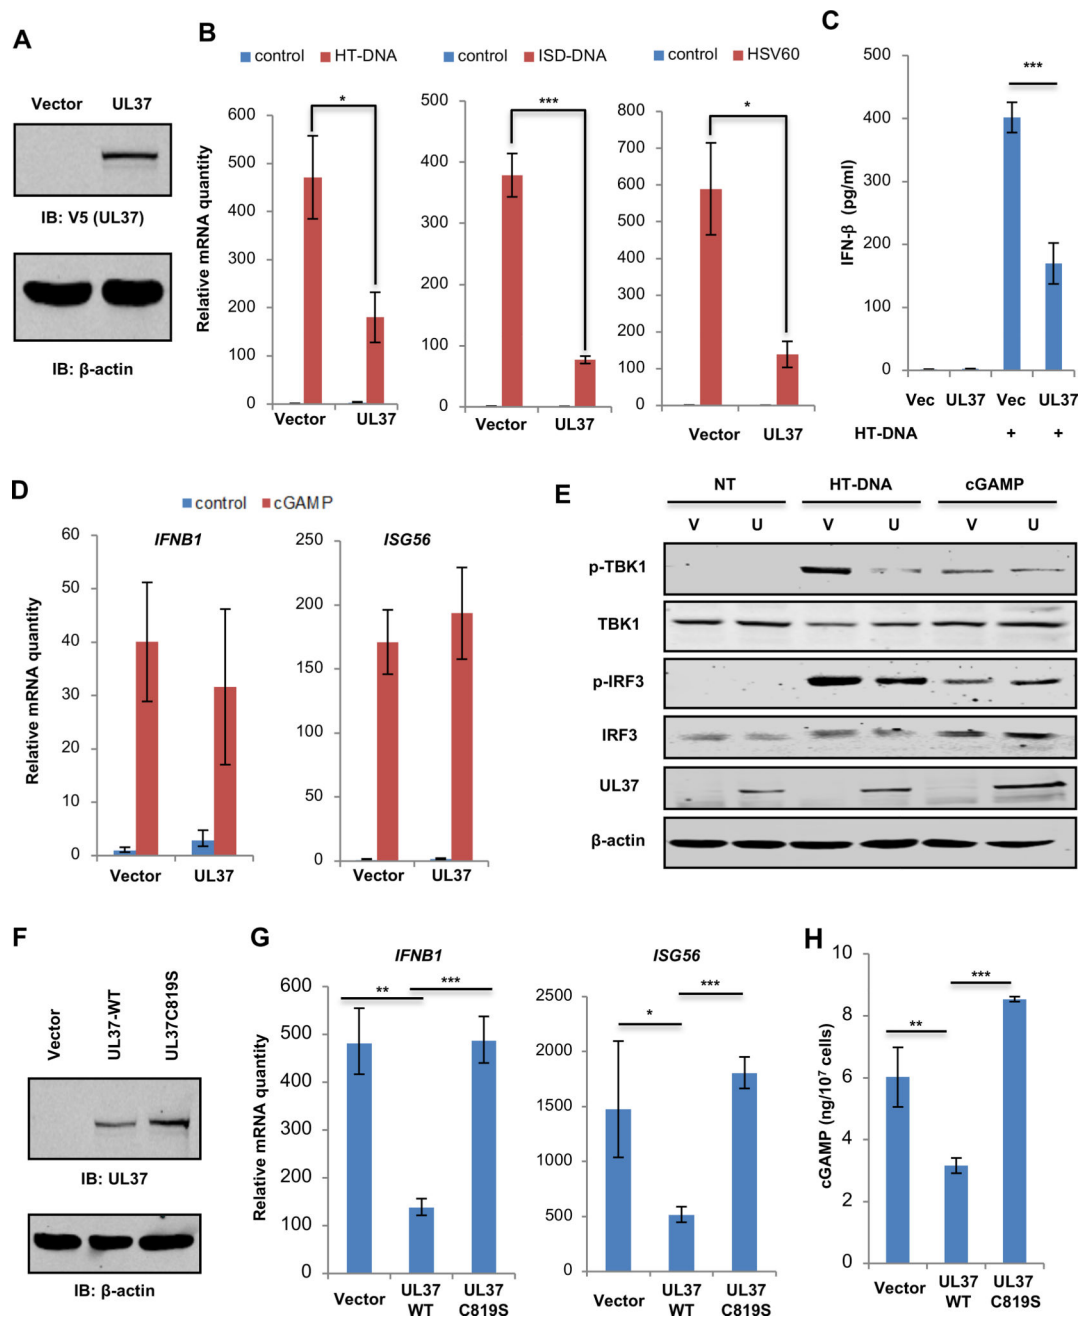 A
Vector UL37
IB: V5 (UL37)
IB: β-actin
B
control HT-DNA control ISD-DNA control HSV60
Relative mRNA quantity
600
500
400
300
200
100
0
*
Vector UL37
500
400
300
200
100
0
***
Vector UL37
800
700
600
500
400
300
200
100
0
*
Vector UL37
C
IFN-β (pg/ml)
500
400
300
200
100
0
***
Vec UL37 Vec UL37
HT-DNA + +
D
control cGAMP
Relative mRNA quantity
IFNB1
60
50
40
30
20
10
0
Vector UL37
ISG56
250
200
150
100
50
0
Vector UL37
E
NT HT-DNA cGAMP
V U V U V U
p-TBK1
TBK1
p-IRF3
IRF3
UL37
β-actin
F
Vector UL37-WT UL37C819S
IB: UL37
IB: β-actin
G
Relative mRNA quantity
IFNB1
600
500
400
300
200
100
0
** ***
Vector UL37 WT UL37 C819S
ISG56
2500
2000
1500
1000
500
0
* ***
Vector UL37 WT UL37 C819S
H
cGAMP (ng/10⁷ cells)
10
8
6
4
2
0
** ***
Vector UL37 WT UL37 C819S